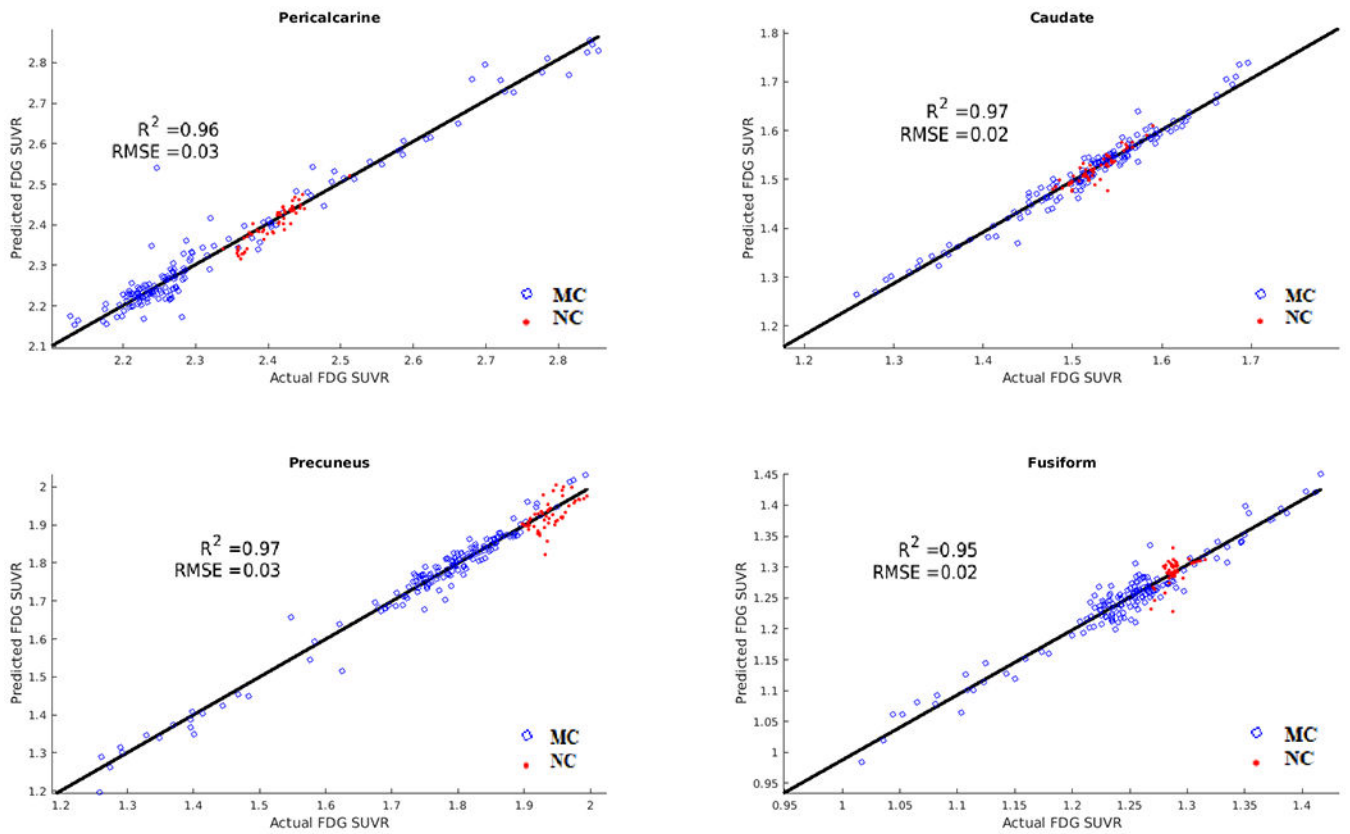 Pericalcarine
2.8
2.7
2.6
2.5
2.4
2.3
2.2
2.1
Predicted FDG SUVR
R² =0.96
RMSE =0.03
MC
NC
2.2 2.3 2.4 2.5 2.6 2.7 2.8
Actual FDG SUVR
Caudate
1.8
1.7
1.6
1.5
1.4
1.3
1.2
Predicted FDG SUVR
R² =0.97
RMSE =0.02
MC
NC
1.2 1.3 1.4 1.5 1.6 1.7
Actual FDG SUVR
Precuneus
2
1.9
1.8
1.7
1.6
1.5
1.4
1.3
1.2
Predicted FDG SUVR
R² =0.97
RMSE =0.03
MC
NC
1.2 1.3 1.4 1.5 1.6 1.7 1.8 1.9 2
Actual FDG SUVR
Fusiform
1.45
1.4
1.35
1.3
1.25
1.2
1.15
1.1
1.05
1
0.95
Predicted FDG SUVR
R² =0.95
RMSE =0.02
MC
NC
0.95 1 1.05 1.1 1.15 1.2 1.25 1.3 1.35 1.4
Actual FDG SUVR